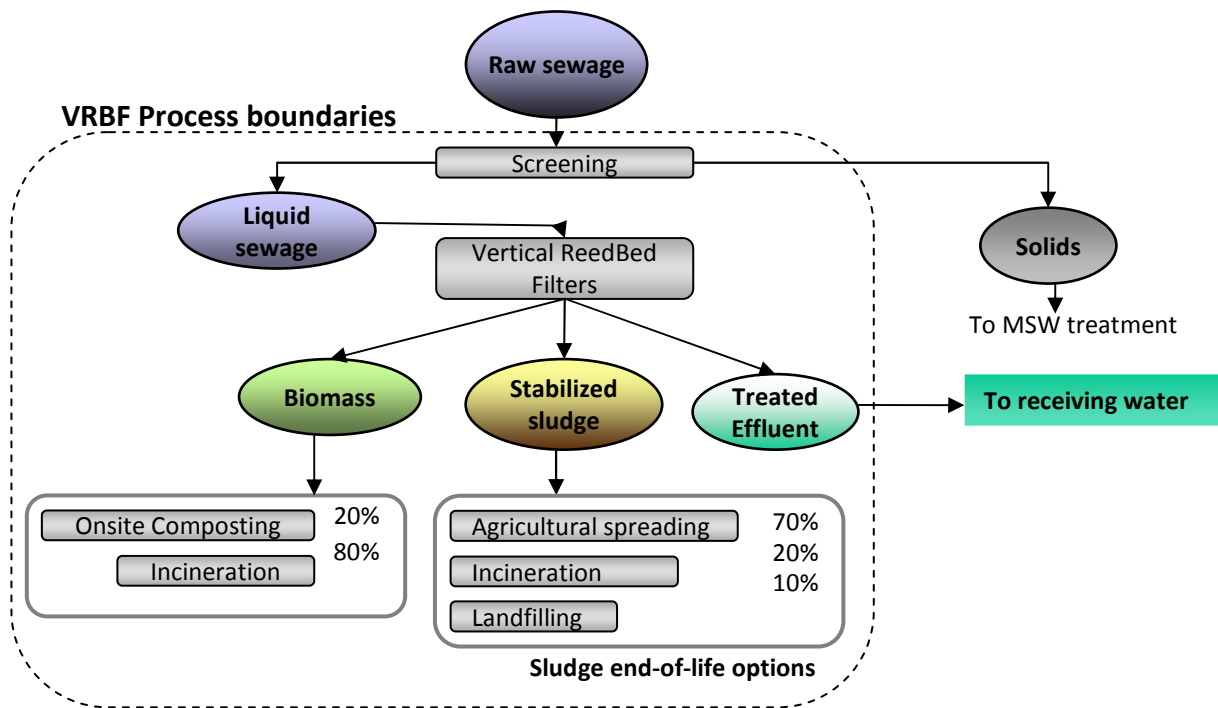 Raw sewage
VRBF Process boundaries
Screening
Liquid
sewage
Solids
Vertical ReedBed
Filters
To MSW treatment
Biomass
Stabilized
sludge
Treated
Effluent
To receiving water
Onsite Composting
20%
Incineration
80%
Agricultural spreading
70%
Incineration
20%
Landfilling
10%
Sludge end-of-life options